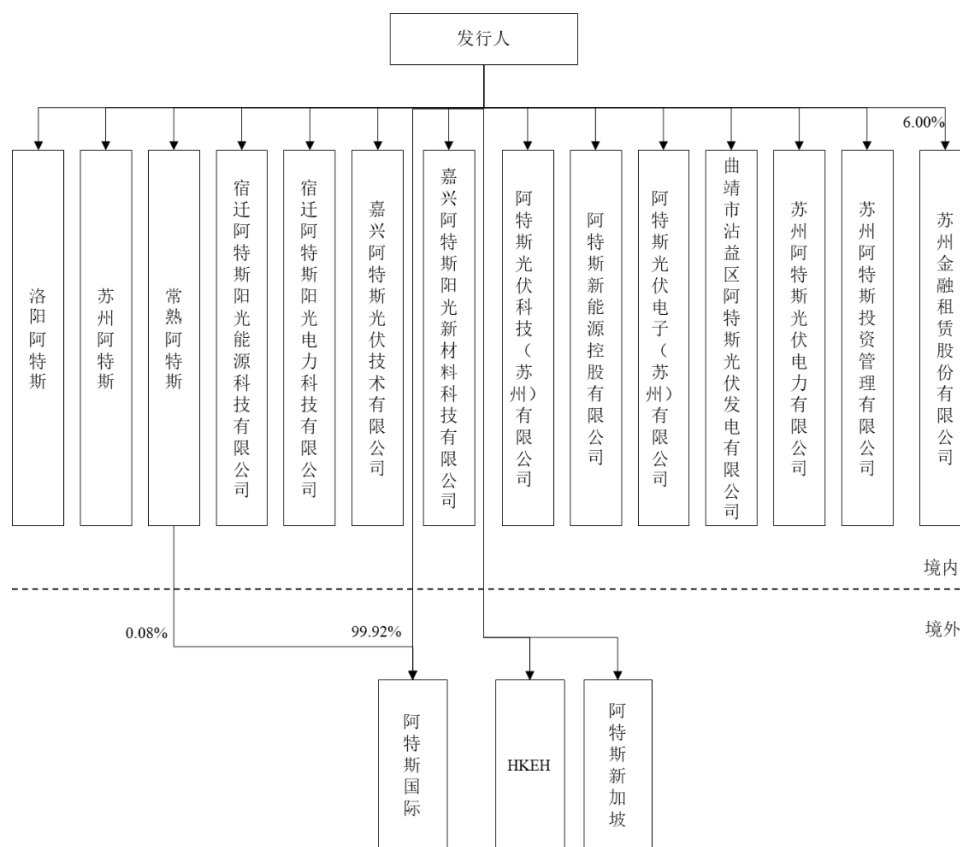 发行人
6.00%
洛阳阿特斯
苏州阿特斯
常熟阿特斯
宿迁阿特斯阳光能源科技有限公司
宿迁阿特斯阳光电力科技有限公司
嘉兴阿特斯光伏技术有限公司
嘉兴阿特斯阳光新材料科技有限公司
阿特斯光伏科技（苏州）有限公司
阿特斯新能源控股有限公司
阿特斯光伏电子（苏州）有限公司
曲靖市沾益区阿特斯光伏发电有限公司
苏州阿特斯光伏电力有限公司
苏州阿特斯投资管理有限公司
苏州金融租赁股份有限公司
境内
境外
0.08%
99.92%
阿特斯国际
HKEH
阿特斯新加坡